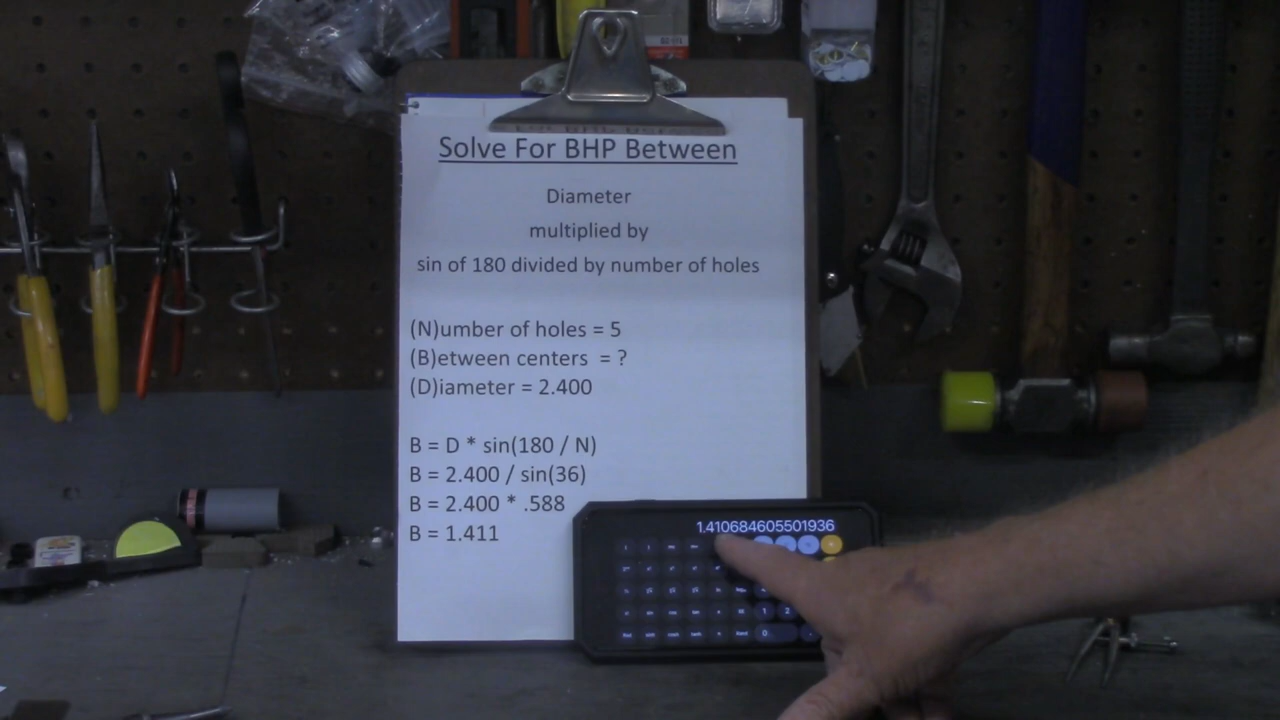 Solve For BHP Between
Diameter
multiplied by
sin of 180 divided by number of holes
(N)umber of holes = 5
(B)etween centers  = ?
(D)iameter = 2.400
B = D * sin(180 / N)
B = 2.400 / sin(36)
B = 2.400 * .588
B = 1.411
1.410684605501936